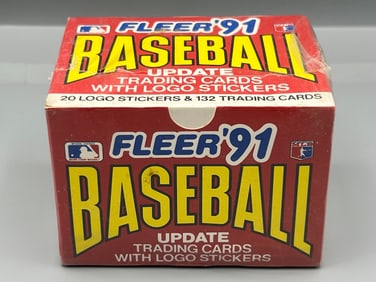 FLEER'91
BASEBALL
UPDATE
TRADING CARDS
WITH LOGO STICKERS
20 LOGO STICKERS & 132 TRADING CARDS
FLEER'91
BASEBALL
UPDATE
TRADING CARDS
WITH LOGO STICKERS